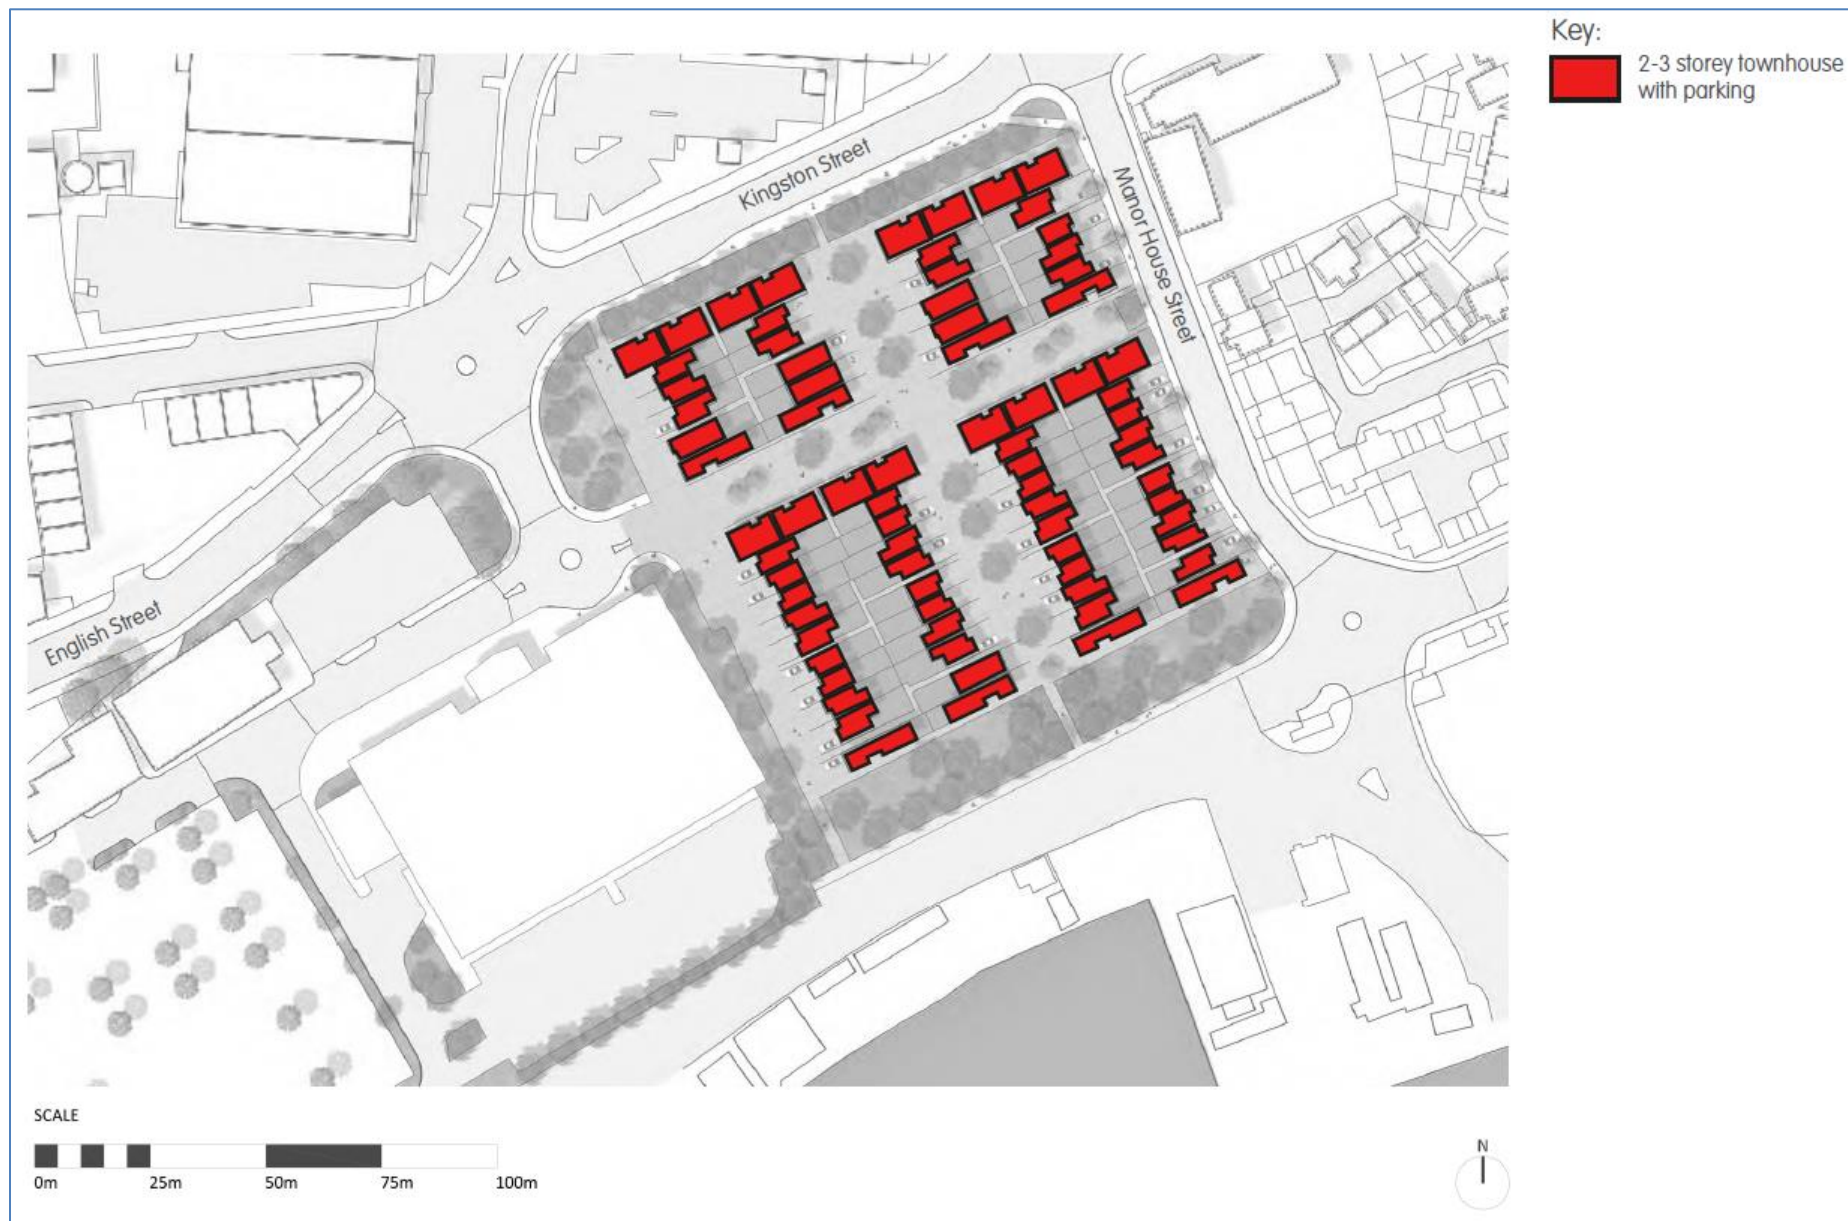 Key:
2-3 storey townhouse
with parking
Kingston Street
Manor House Street
English Street
SCALE
0m 25m 50m 75m 100m
N